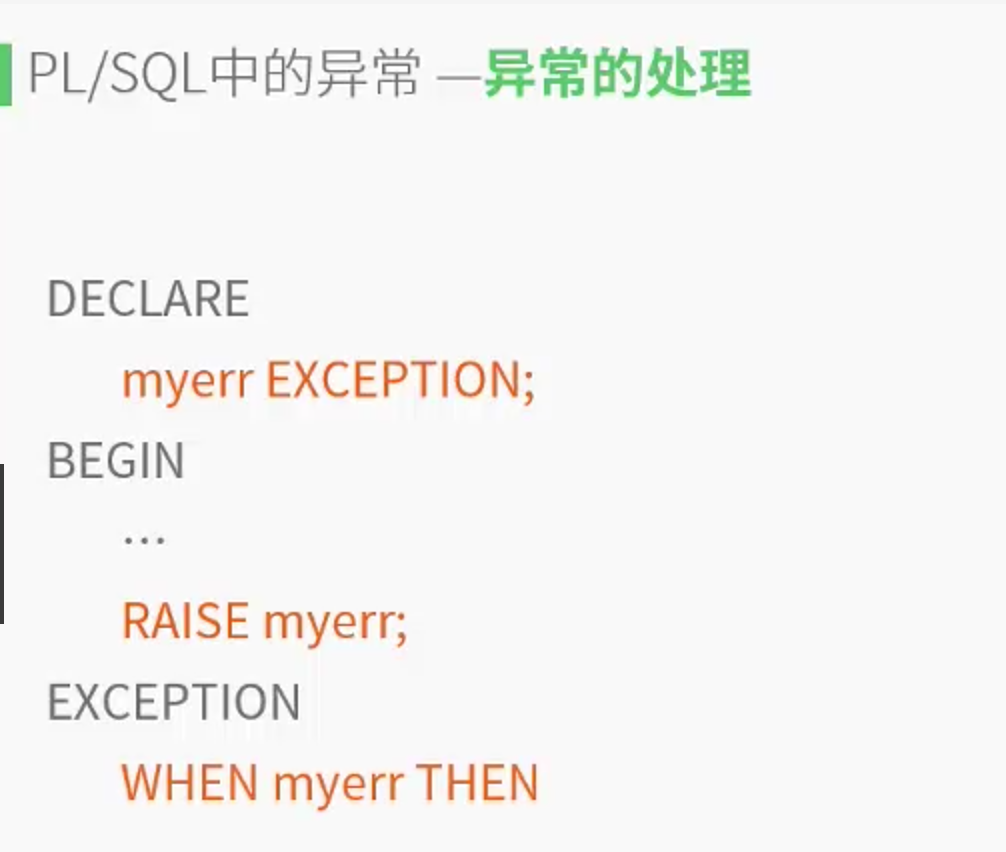 PL/SQL中的异常 —异常的处理
DECLARE
myerr EXCEPTION;
BEGIN
…
RAISE myerr;
EXCEPTION
WHEN myerr THEN